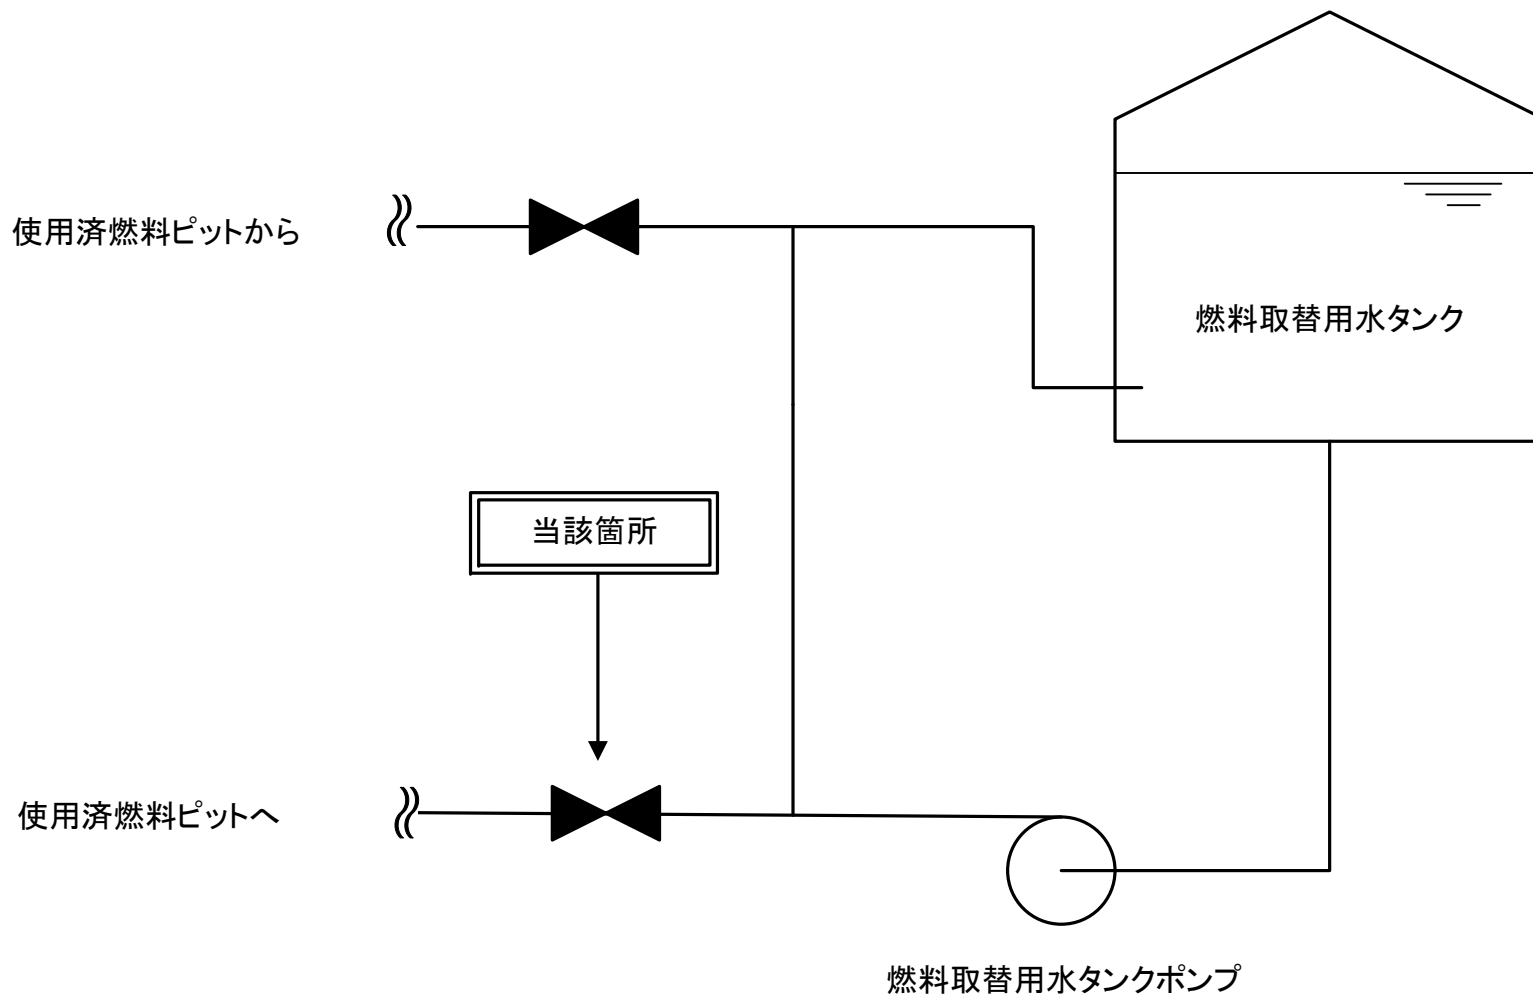 使用済燃料ピットから
燃料取替用水タンク
当該箇所
使用済燃料ピットへ
燃料取替用水タンクポンプ